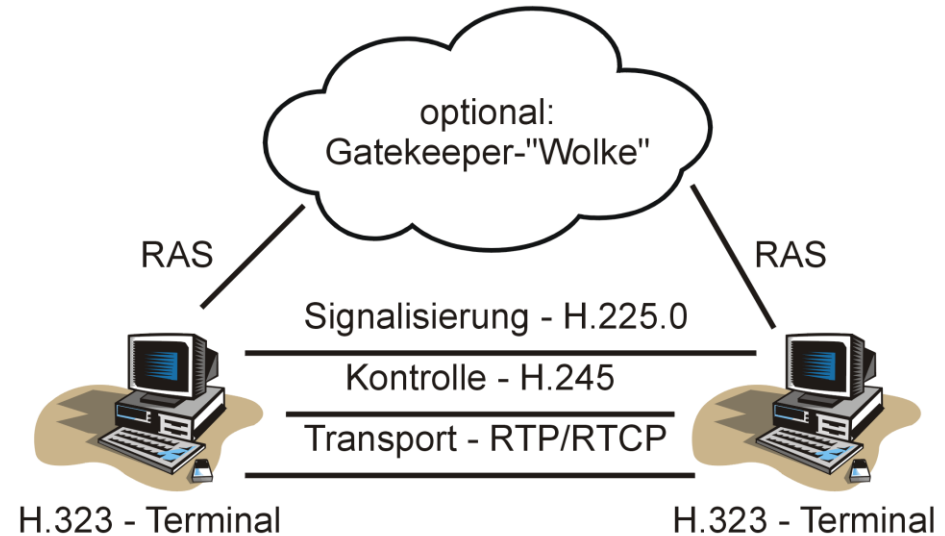 optional:
Gatekeeper-"Wolke"
RAS
RAS
Signalisierung - H.225.0
Kontrolle - H.245
Transport - RTP/RTCP
H.323 - Terminal
H.323 - Terminal